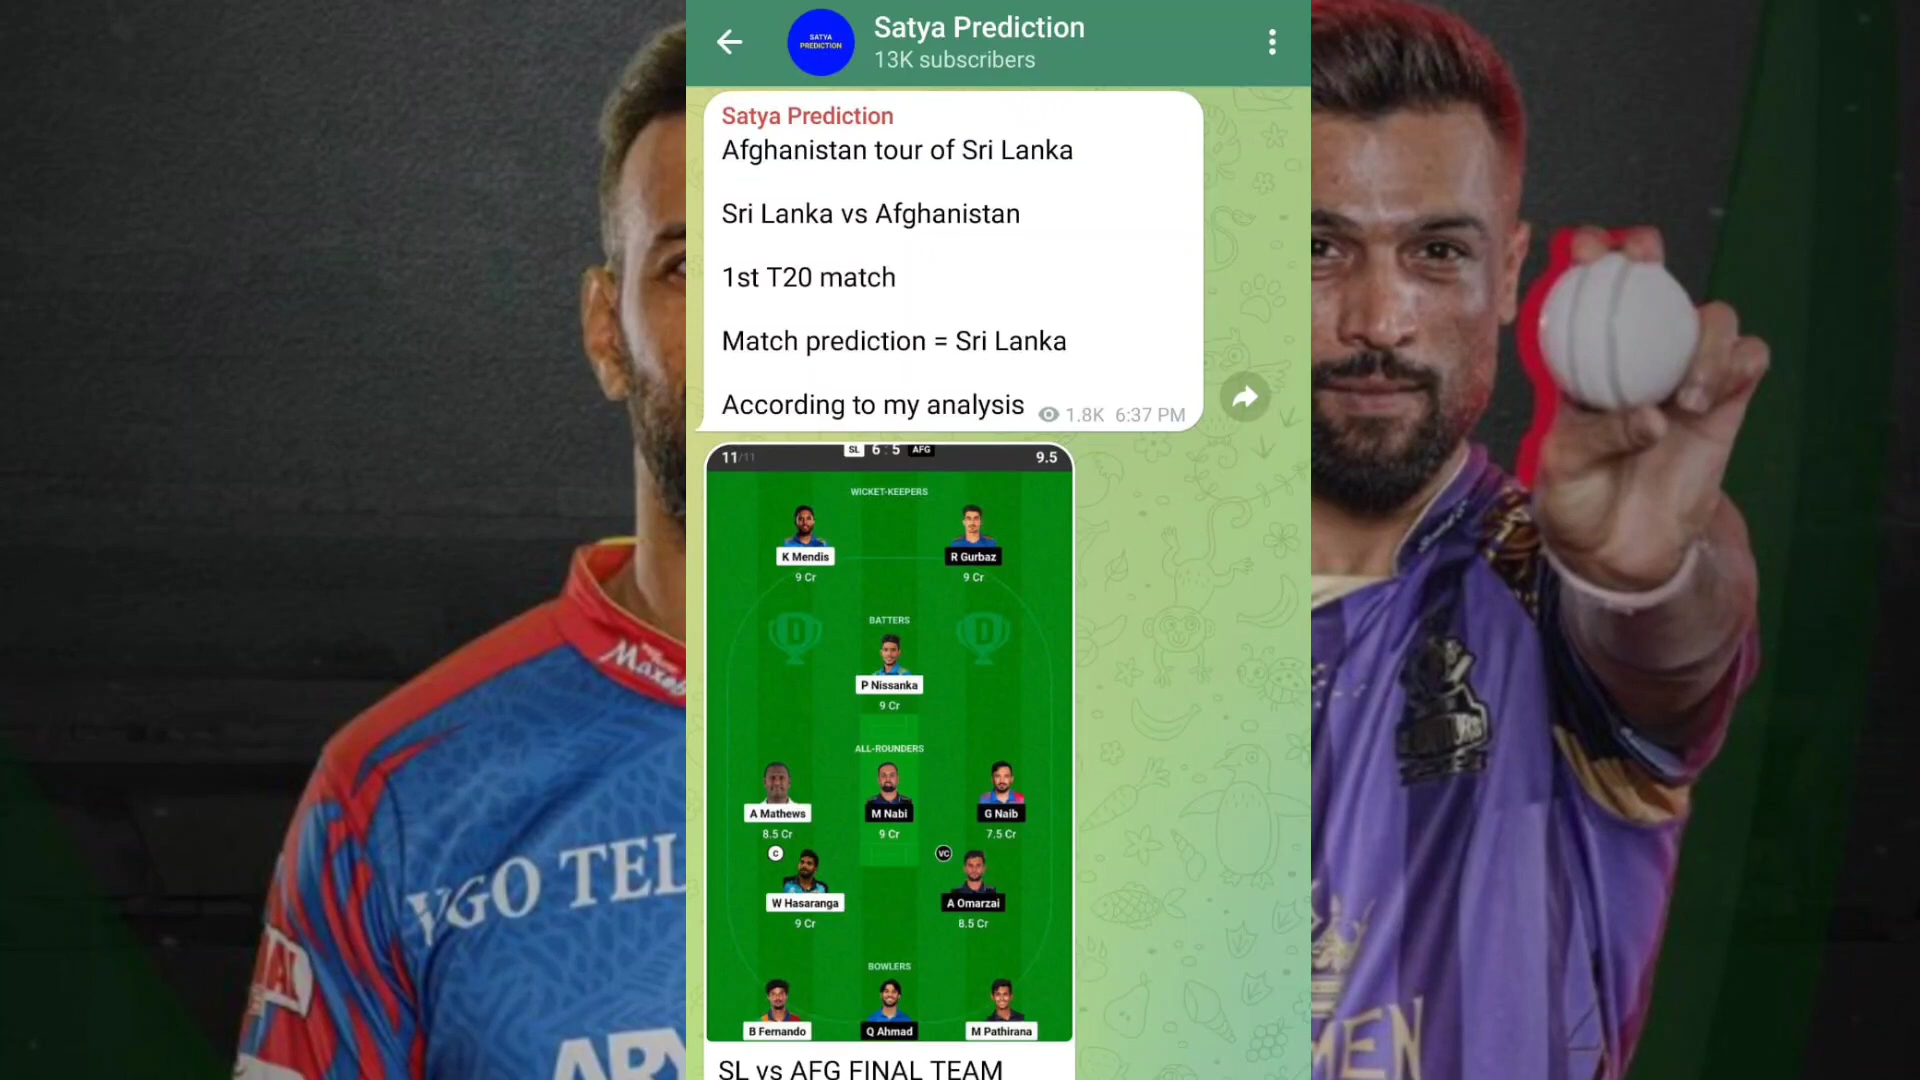 Satya Prediction
SATYA
PREDICTION
13K subscribers
Satya Prediction
Afghanistan tour of Sri Lanka
Sri Lanka vs Afghanistan
1st T20 match
Match prediction = Sri Lanka
According to my analysis
1.8K 6:37 PM
11/11 SL 6 : 5 AFG 9.5
WICKET-KEEPERS
K Mendis R Gurbaz
9 Cr 9 Cr
BATTERS
D D
P Nissanka
9 Cr
ALL-ROUNDERS
A Mathews M Nabi G Naib
8.5 Cr 9 Cr 7.5 Cr
C VC
W Hasaranga A Omarzai
9 Cr 8.5 Cr
BOWLERS
B Fernando Q Ahmad M Pathirana
SL vs AFG FINAL TEAM